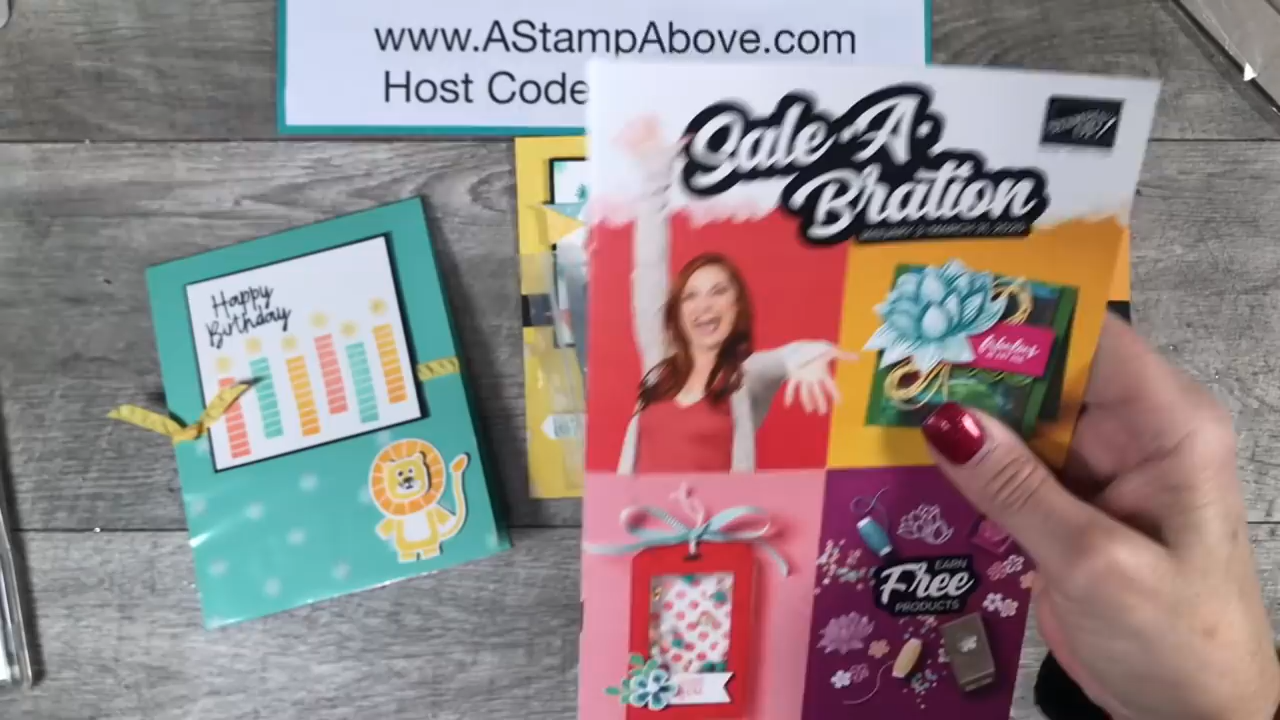 www.AStampAbove.com
Host Code
Sale-A-
Bration
Happy
Birthday
EARN
Free
PRODUCTS